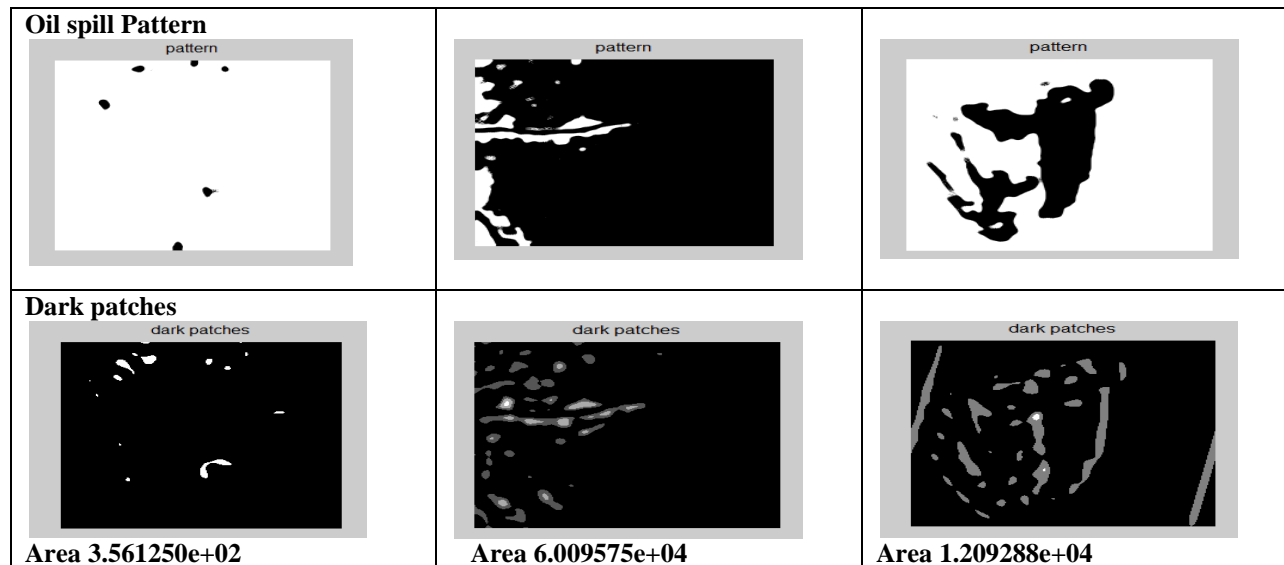 Oil spill Pattern
pattern
pattern
pattern
Dark patches
dark patches
dark patches
dark patches
Area 3.561250e+02
Area 6.009575e+04
Area 1.209288e+04